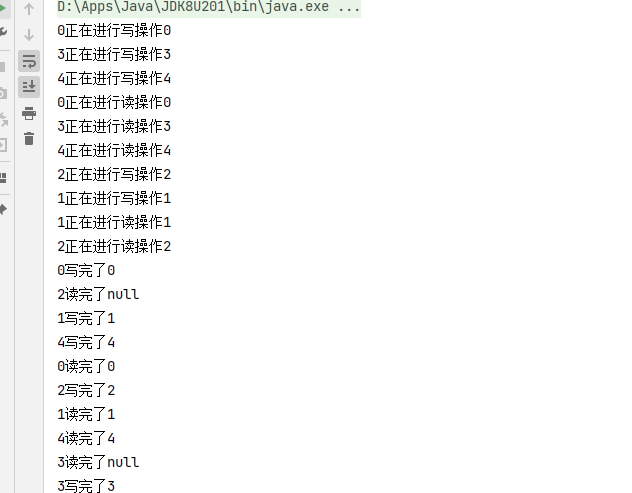 D:\Apps\Java\JDK8U201\bin\java.exe ...
0正在进行写操作0
3正在进行写操作3
4正在进行写操作4
0正在进行读操作0
3正在进行读操作3
4正在进行读操作4
2正在进行写操作2
1正在进行写操作1
1正在进行读操作1
2正在进行读操作2
0写完了0
2读完了null
1写完了1
4写完了4
0读完了0
2写完了2
1读完了1
4读完了4
3读完了null
3写完了3